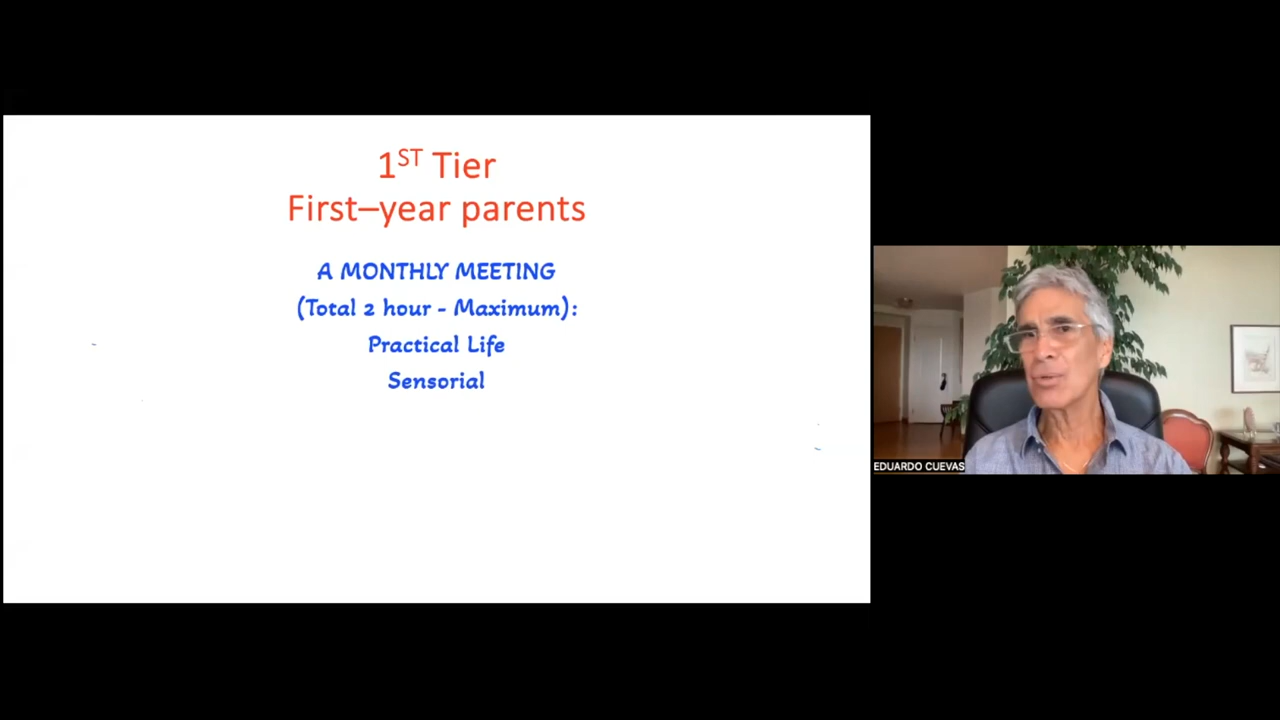 1ST Tier
First–year parents
A MONTHLY MEETING
(Total 2 hour - Maximum):
Practical Life
Sensorial
EDUARDO CUEVAS